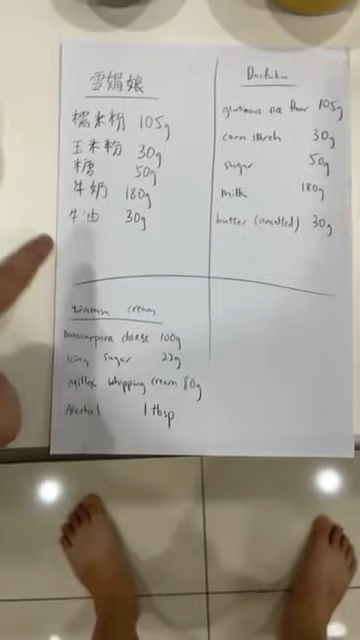 雪媚娘
糯米粉 105g
玉米粉 30g
糖 50g
牛奶 180g
牛油 30g
Daifuku
glutinous rice flour 105g
corn starch 30g
sugar 50g
milk 180g
butter (unsalted) 30g
cream
mascarpone cheese 100g
icing sugar 22g
whipping cream 80g
Alcohol 1 tbsp